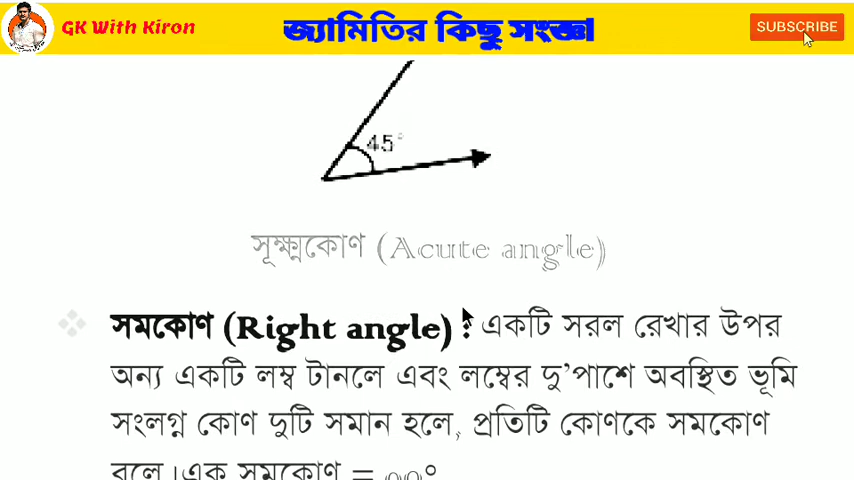 GK With Kiron
জ্যামিতির কিছু সংজ্ঞা
SUBSCRIBE
45°
সূক্ষ্মকোণ (Acute angle)
সমকোণ (Right angle) : একটি সরল রেখার উপর
অন্য একটি লম্ব টানলে এবং লম্বের দু’পাশে অবস্থিত ভূমি
সংলগ্ন কোণ দুটি সমান হলে, প্রতিটি কোণকে সমকোণ
বলে। এক সমকোণ =